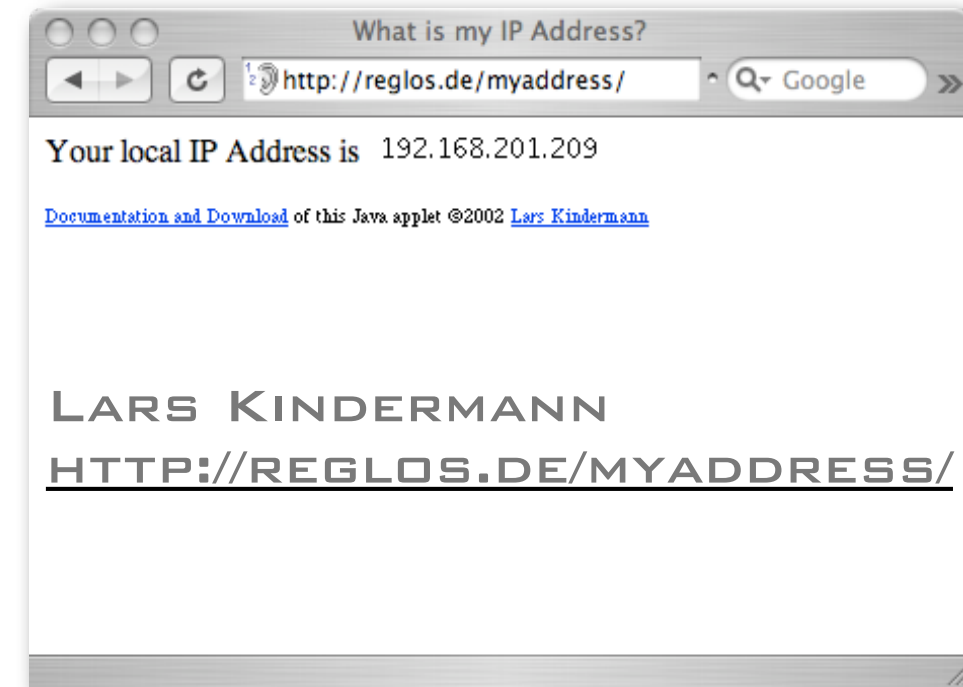 What is my IP Address?
http://reglos.de/myaddress/ Google
Your local IP Address is 192.168.201.209
Documentation and Download of this Java applet ©2002 Lars Kindermann
LARS KINDERMANN
HTTP://REGLOS.DE/MYADDRESS/